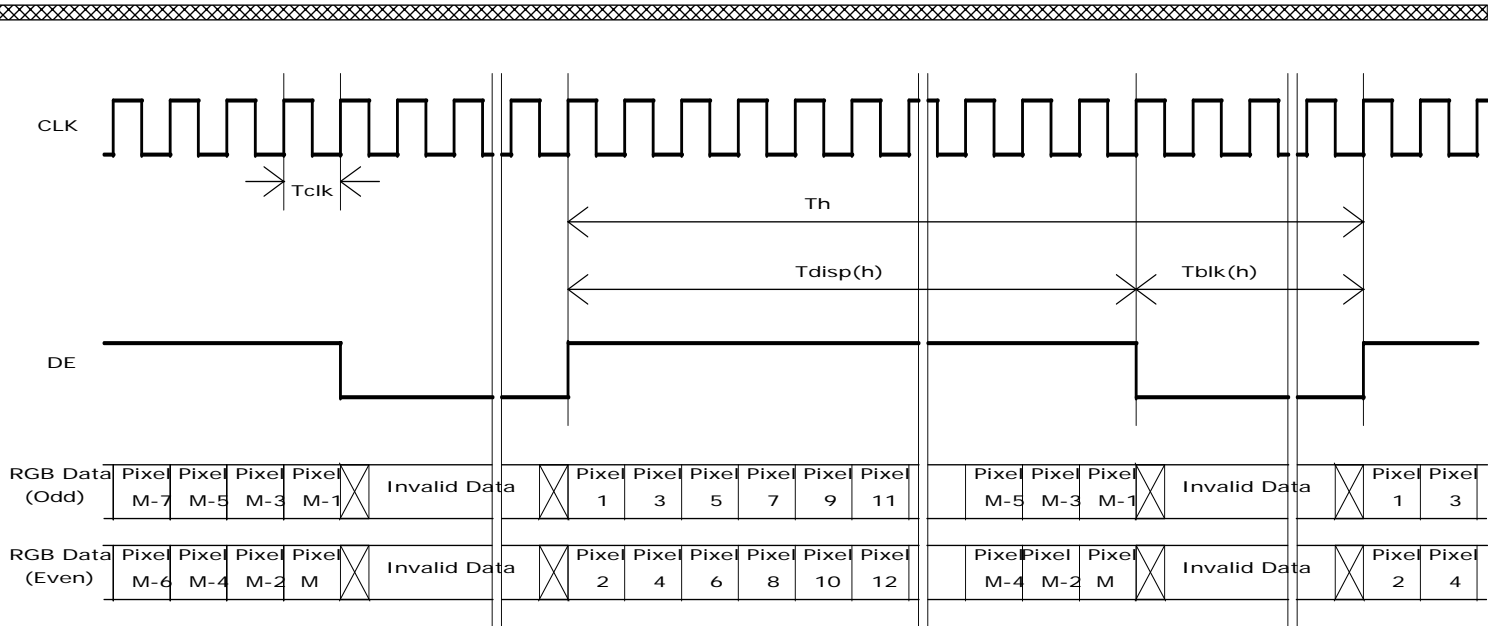 CLK
Tclk
Th
Tdisp(h) Tblk(h)
DE
RGB Data Pixel Pixel Pixel Pixel Pixel Pixel Pixel Pixel Pixel Pixel Pixel Pixel Pixel Pixel Pixel
(Odd) M-7 M-5 M-3 M-1 Invalid Data 1 3 5 7 9 11 M-5 M-3 M-1 Invalid Data 1 3
RGB Data Pixel Pixel Pixel Pixel Pixel Pixel Pixel Pixel Pixel Pixel Pixel Pixel Pixel Pixel Pixel
(Even) M-6 M-4 M-2 M Invalid Data 2 4 6 8 10 12 M-4 M-2 M Invalid Data 2 4